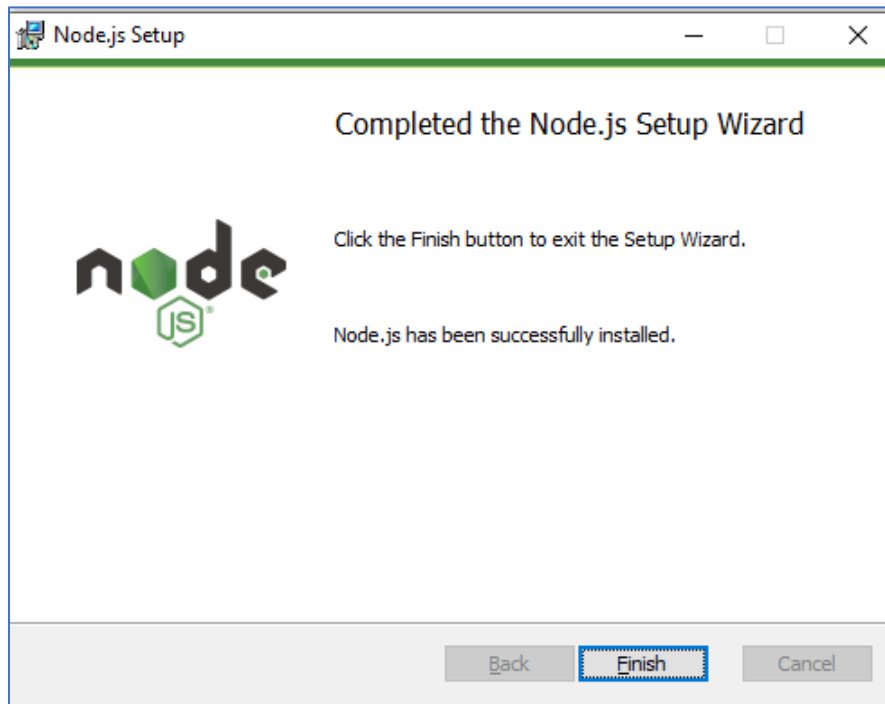 Node.js Setup
Completed the Node.js Setup Wizard
Click the Finish button to exit the Setup Wizard.
node
JS®
Node.js has been successfully installed.
Back Finish Cancel